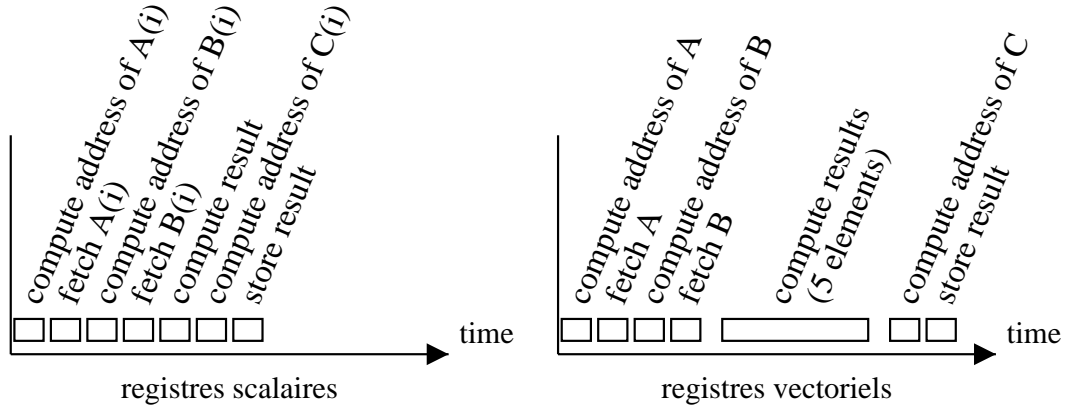 compute address of A(i)
fetch A(i)
compute address of B(i)
fetch B(i)
compute result
compute address of C(i)
store result
time
registres scalaires
compute address of A
fetch A
compute address of B
fetch B
compute results
(5 elements)
compute address of C
store result
time
registres vectoriels